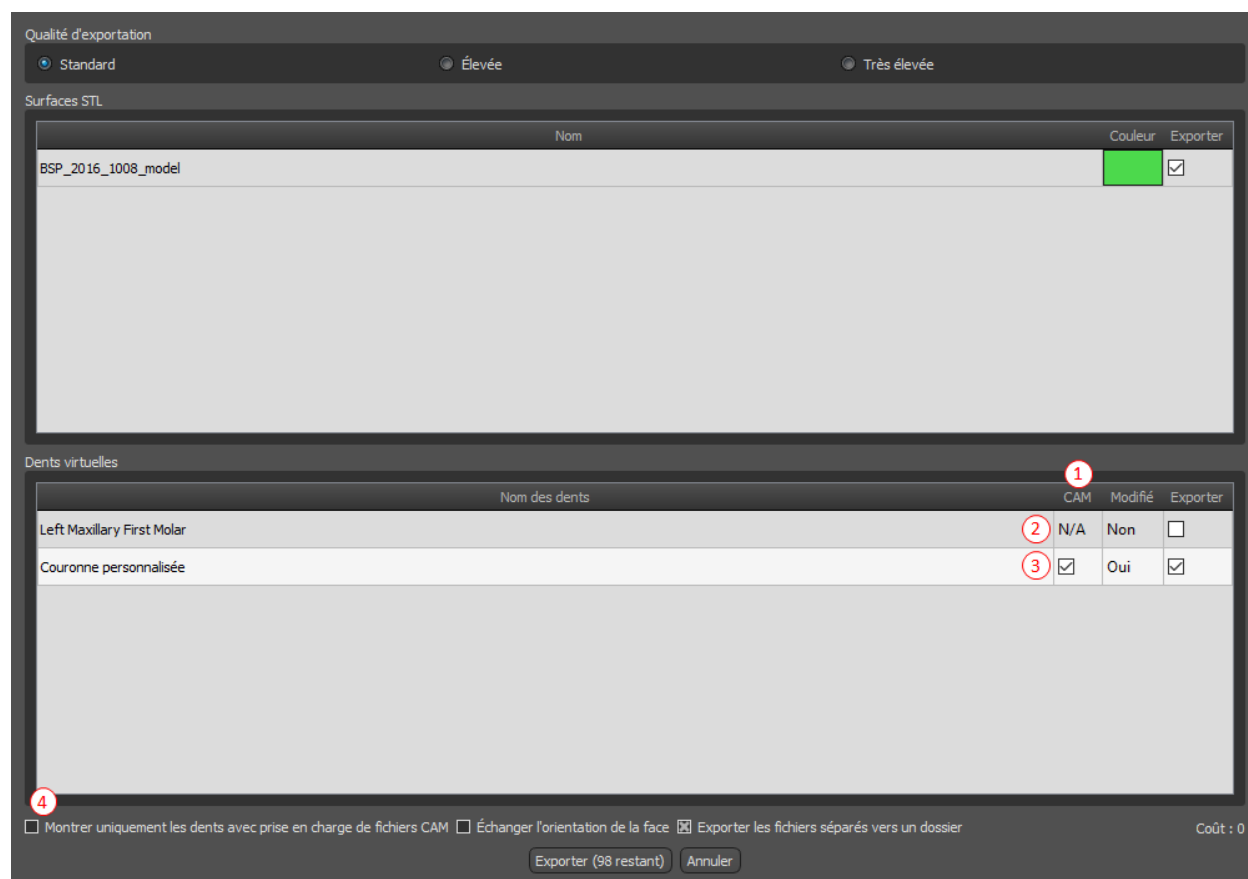 Qualité d'exportation
Standard Élevée Très élevée
Surfaces STL
Nom Couleur Exporter
BSP_2016_1008_model
Dents virtuelles
1
Nom des dents CAM Modifié Exporter
Left Maxillary First Molar 2 N/A Non
Couronne personnalisée 3 Oui
4
Montrer uniquement les dents avec prise en charge de fichiers CAM Échanger l'orientation de la face Exporter les fichiers séparés vers un dossier Coût : 0
Exporter (98 restant) Annuler